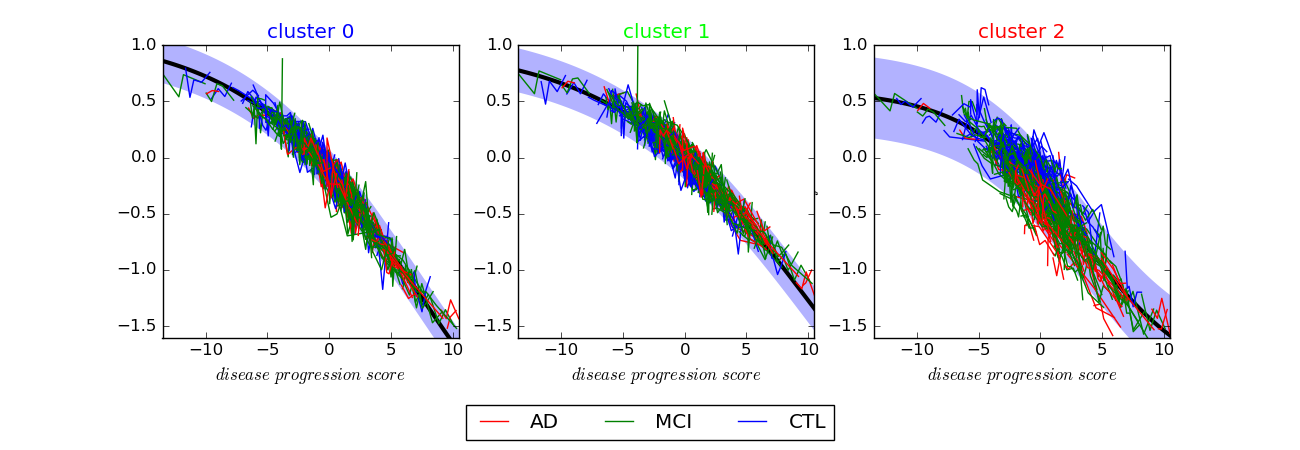 cluster 0 cluster 1 cluster 2
1.0 1.0 1.0
0.5 0.5 0.5
0.0 0.0 0.0
−0.5 −0.5 −0.5
−1.0 −1.0 −1.0
−1.5 −1.5 −1.5
−10 −5 0 5 10 −10 −5 0 5 10 −10 −5 0 5 10
disease progression score disease progression score disease progression score
AD MCI CTL